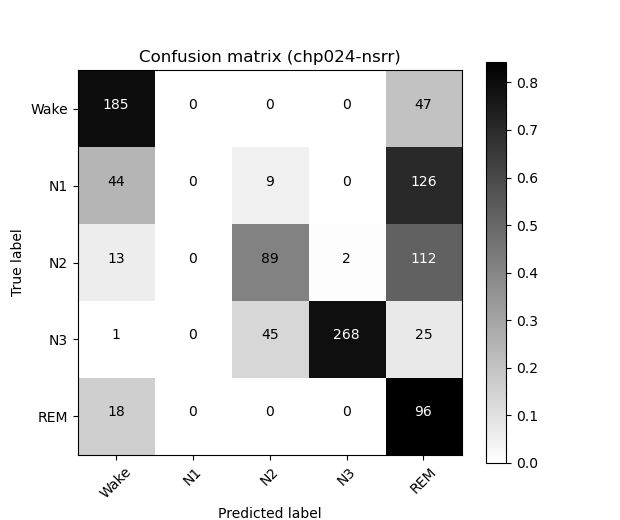 Confusion matrix (chp024-nsrr)
True label
Wake 185 0 0 0 47
N1 44 0 9 0 126
N2 13 0 89 2 112
N3 1 0 45 268 25
REM 18 0 0 0 96
Wake N1 N2 N3 REM
Predicted label
0.8
0.7
0.6
0.5
0.4
0.3
0.2
0.1
0.0